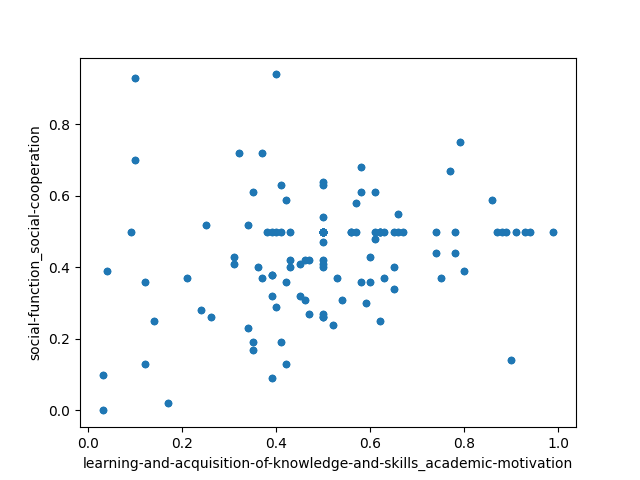 0.8
0.6
0.4
0.2
0.0
social-function_social-cooperation
0.0 0.2 0.4 0.6 0.8 1.0
learning-and-acquisition-of-knowledge-and-skills_academic-motivation